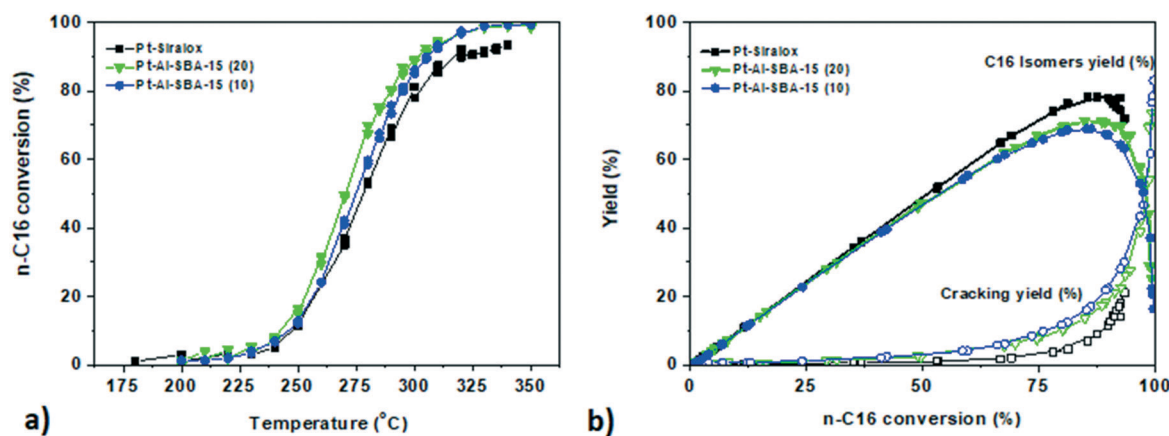 Pt-Siralox
Pt-Al-SBA-15 (20)
Pt-Al-SBA-15 (10)
n-C16 conversion (%)
100
80
60
40
20
0
175 200 225 250 275 300 325 350
Temperature (°C)
a)
Pt-Siralox
Pt-Al-SBA-15 (20)
Pt-Al-SBA-15 (10)
C16 Isomers yield (%)
Cracking yield (%)
Yield (%)
100
80
60
40
20
0
0 25 50 75 100
n-C16 conversion (%)
b)